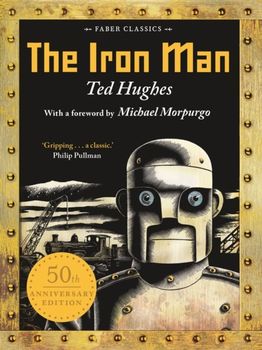 FABER CLASSICS
The Iron Man
Ted Hughes
With a foreword by Michael Morpurgo
‘Gripping . . . a classic.’
Philip Pullman
50th
ANNIVERSARY
EDITION